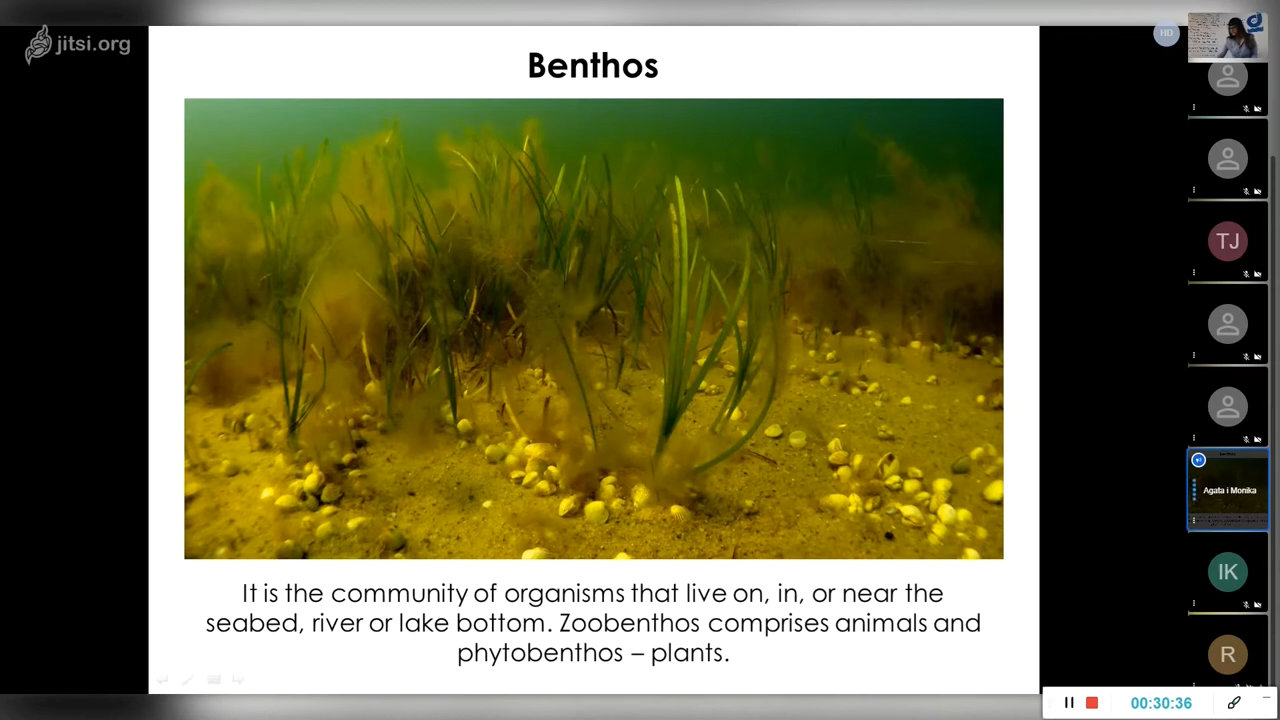 jitsi.org
HD
Benthos
TJ
Agata i Monika
It is the community of organisms that live on, in, or near the
seabed, river or lake bottom. Zoobenthos comprises animals and
phytobenthos – plants.
IK
R
00:30:36